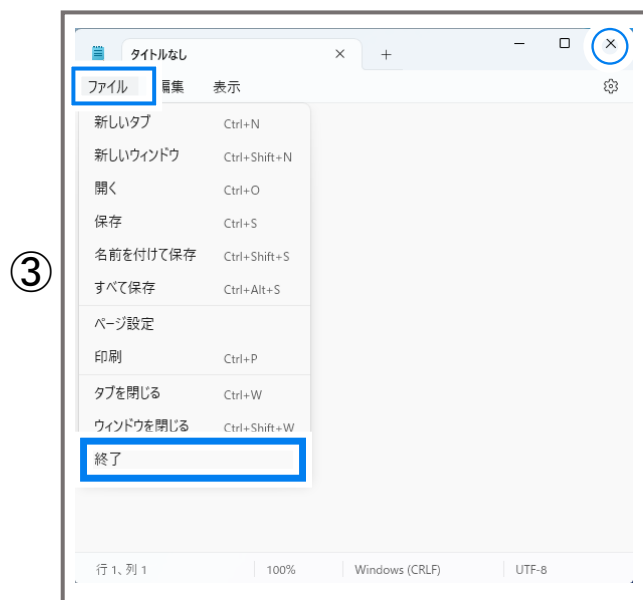 タイトルなし
ファイル 編集 表示
新しいタブ Ctrl+N
新しいウィンドウ Ctrl+Shift+N
開く Ctrl+O
保存 Ctrl+S
名前を付けて保存 Ctrl+Shift+S
すべて保存 Ctrl+Alt+S
③
ページ設定
印刷 Ctrl+P
タブを閉じる Ctrl+W
ウィンドウを閉じる Ctrl+Shift+W
終了
行 1、列 1 100% Windows (CRLF) UTF-8